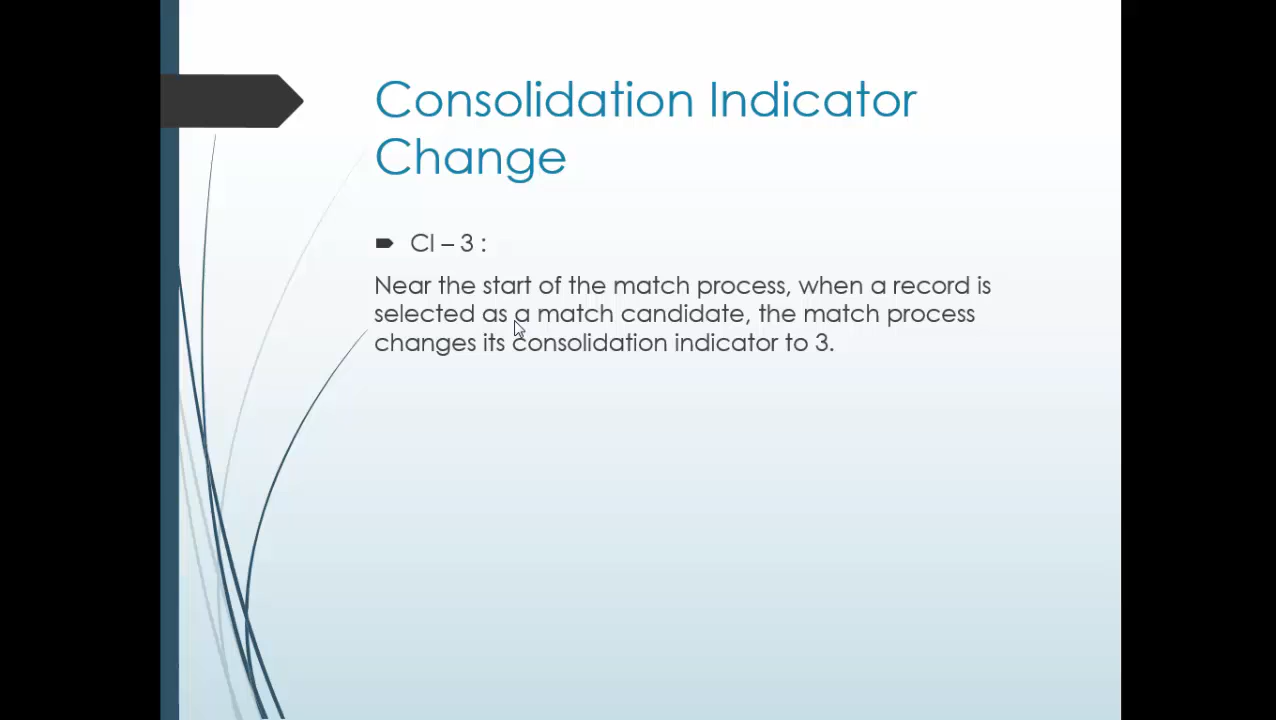 Consolidation Indicator
Change
CI – 3 :
Near the start of the match process, when a record is
selected as a match candidate, the match process
changes its consolidation indicator to 3.